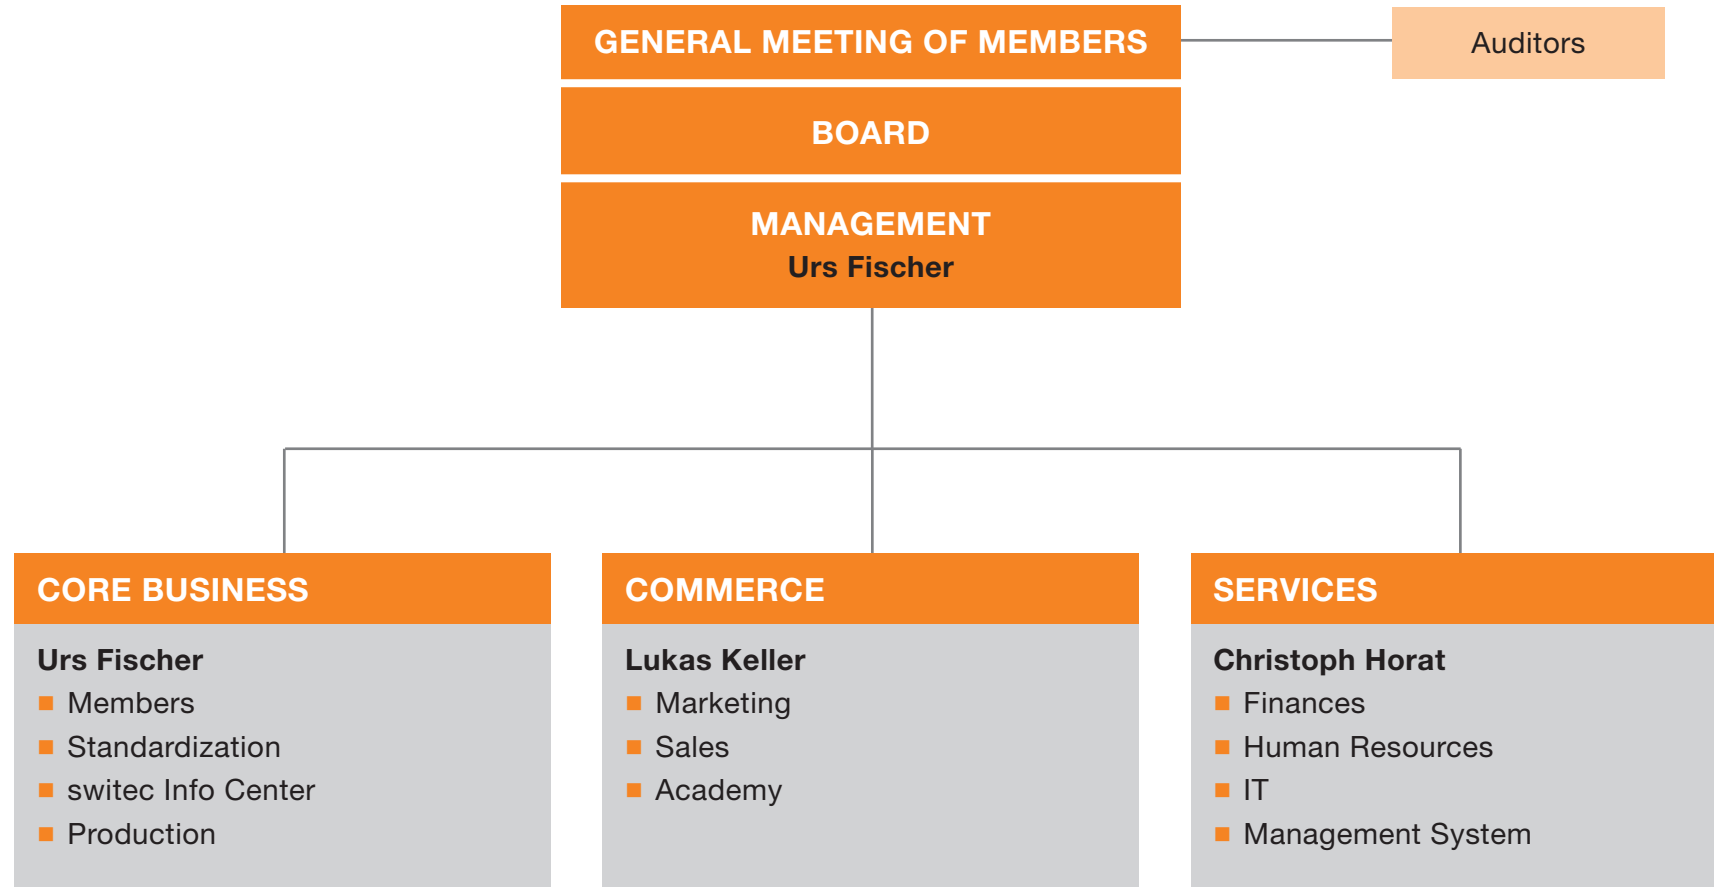 GENERAL MEETING OF MEMBERS
Auditors
BOARD
MANAGEMENT
Urs Fischer
CORE BUSINESS
Urs Fischer
Members
Standardization
switec Info Center
Production
COMMERCE
Lukas Keller
Marketing
Sales
Academy
SERVICES
Christoph Horat
Finances
Human Resources
IT
Management System